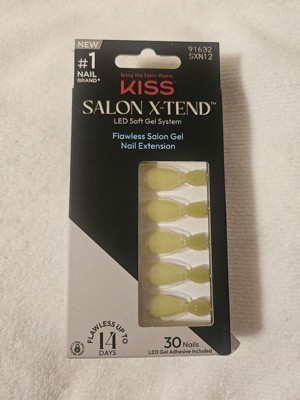 NEW
#1
NAIL
BRAND+
91632
SXN12
Bring the Salon Home
KISS
SALON X-TEND™
LED Soft Gel System
Flawless Salon Gel
Nail Extension
FLAWLESS UP TO
14
DAYS
30 Nails
LED Gel Adhesive Included